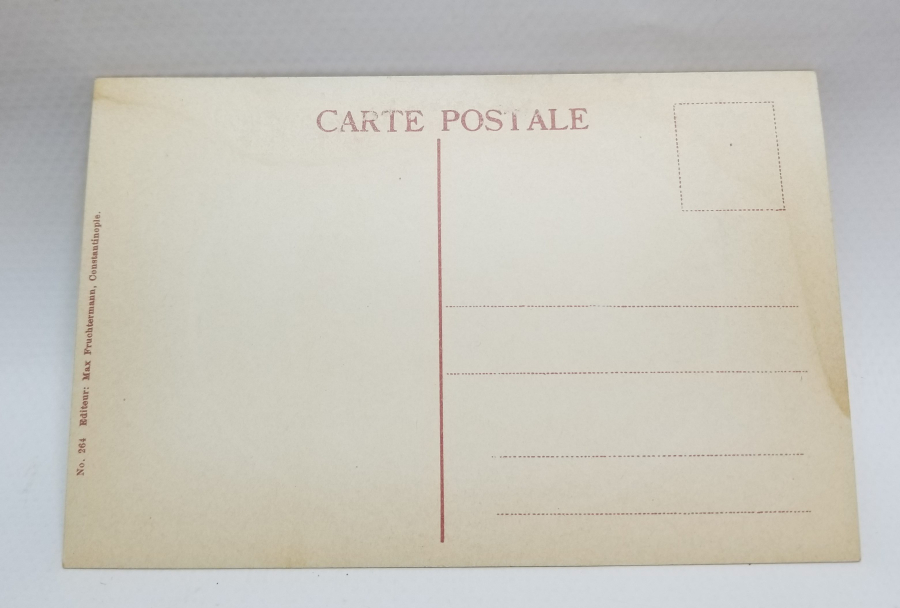 CARTE POSTALE
No. 264 Editeur: Max Fruchtermann, Constantinople.